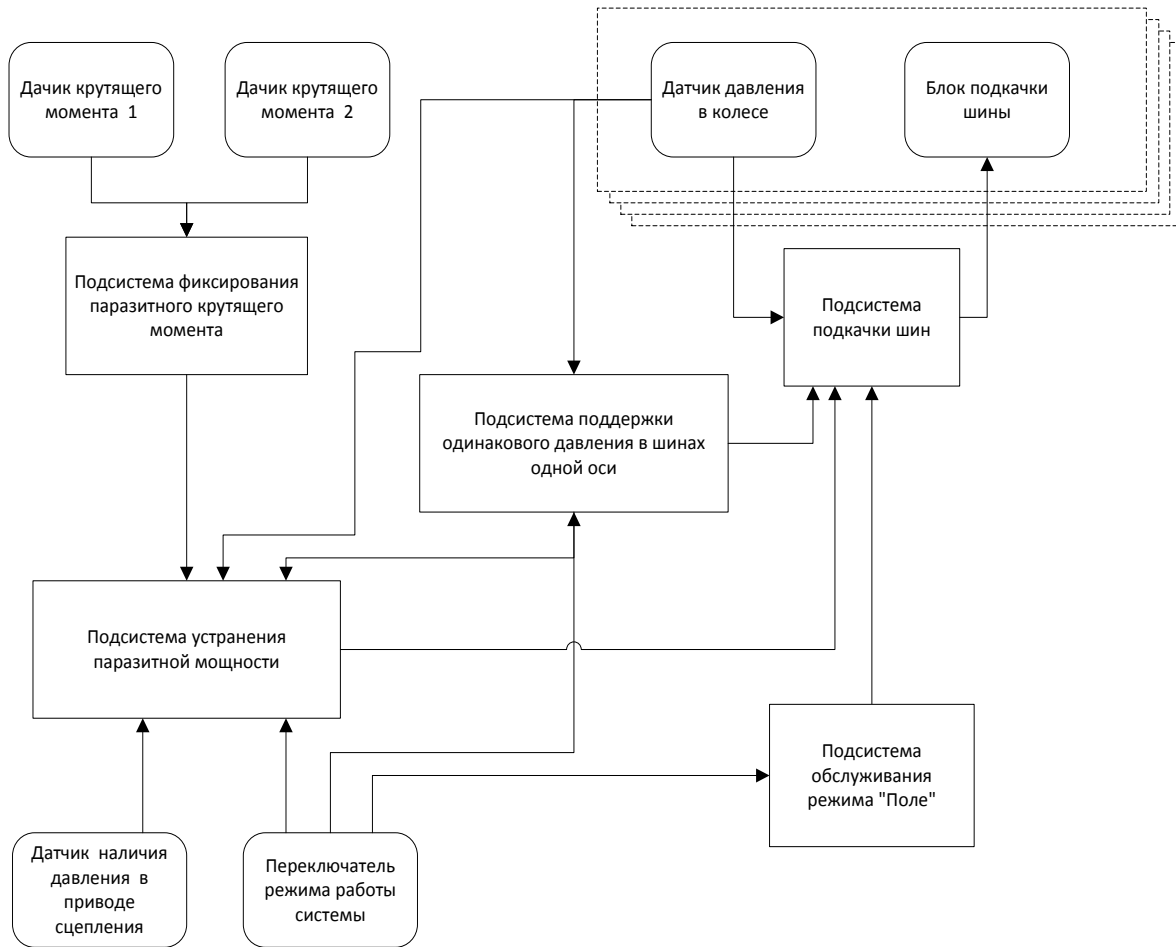 Дачик крутящего
момента 1
Дачик крутящего
момента 2
Датчик давления
в колесе
Блок подкачки
шины
Подсистема фиксирования
паразитного крутящего
момента
Подсистема
подкачки шин
Подсистема поддержки
одинакового давления в шинах
одной оси
Подсистема устранения
паразитной мощности
Подсистема
обслуживания
режима "Поле"
Датчик наличия
давления в
приводе
сцепления
Переключатель
режима работы
системы